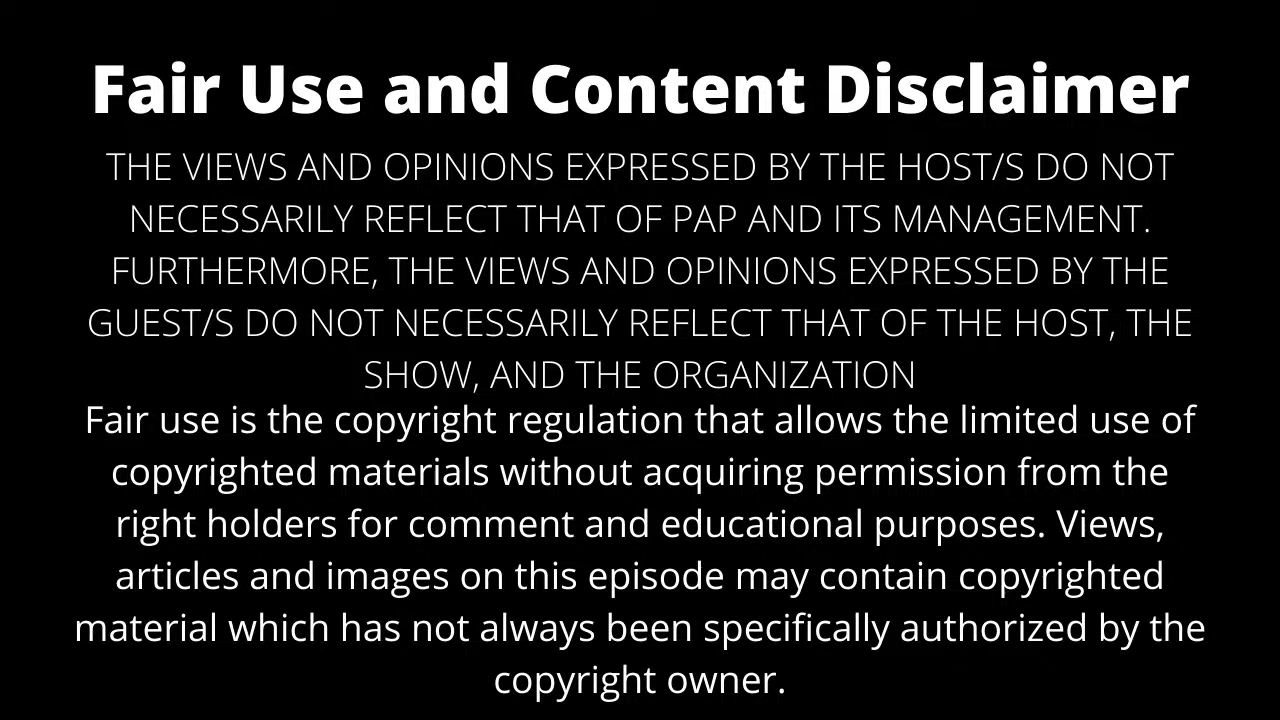 Fair Use and Content Disclaimer
THE VIEWS AND OPINIONS EXPRESSED BY THE HOST/S DO NOT
NECESSARILY REFLECT THAT OF PAP AND ITS MANAGEMENT.
FURTHERMORE, THE VIEWS AND OPINIONS EXPRESSED BY THE
GUEST/S DO NOT NECESSARILY REFLECT THAT OF THE HOST, THE
SHOW, AND THE ORGANIZATION
Fair use is the copyright regulation that allows the limited use of
copyrighted materials without acquiring permission from the
right holders for comment and educational purposes. Views,
articles and images on this episode may contain copyrighted
material which has not always been specifically authorized by the
copyright owner.